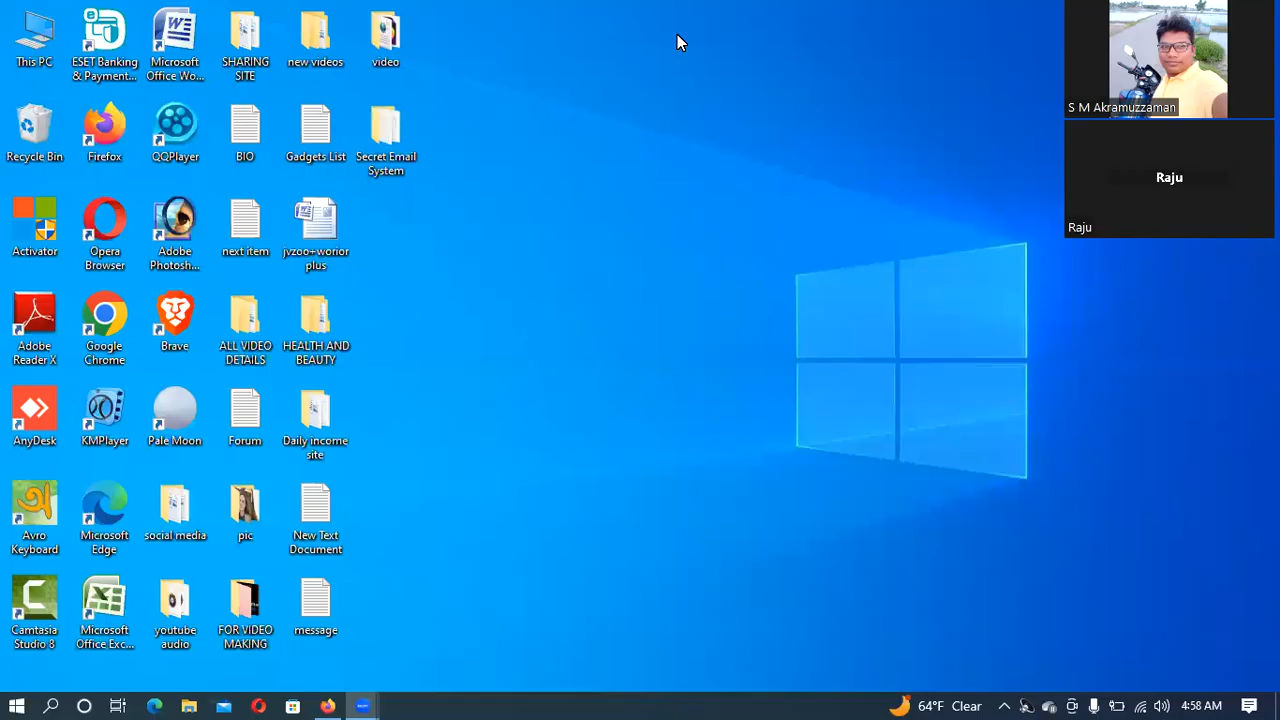 This PC
ESET Banking
& Payment...
Microsoft
Office Wo...
SHARING
SITE
new videos
video
S M Akramuzzaman
Recycle Bin
Firefox
QQPlayer
BIO
Gadgets List
Secret Email
System
Raju
Raju
Activator
Opera
Browser
Adobe
Photosh...
next item
jvzoo+worior
plus
Adobe
Reader X
Google
Chrome
Brave
ALL VIDEO
DETAILS
HEALTH AND
BEAUTY
AnyDesk
KMPlayer
Pale Moon
Forum
Daily income
site
অ
Avro
Keyboard
Microsoft
Edge
social media
pic
New Text
Document
Camtasia
Studio 8
Microsoft
Office Exc...
youtube
audio
FOR VIDEO
MAKING
message
64°F Clear
4:58 AM